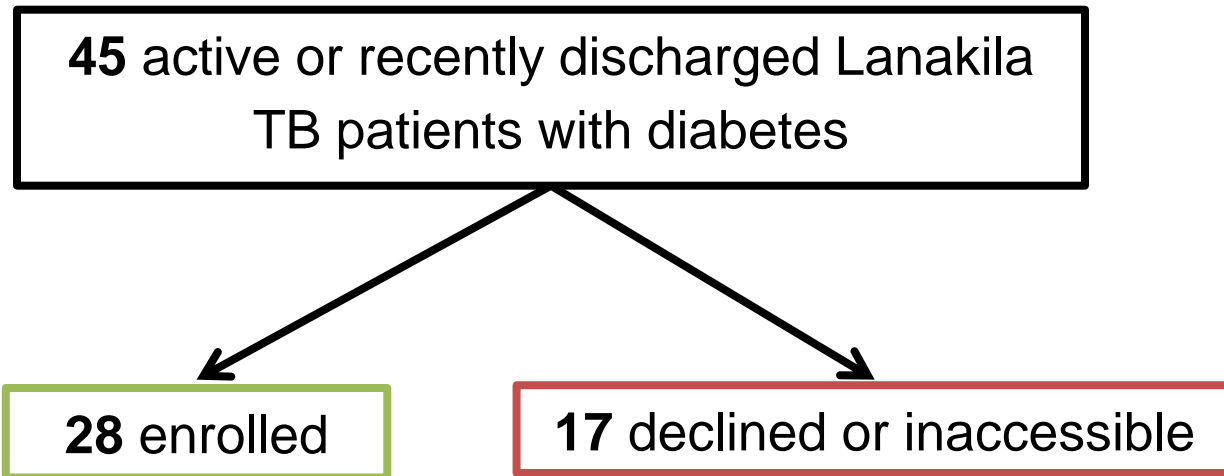 45 active or recently discharged Lanakila
TB patients with diabetes
28 enrolled
17 declined or inaccessible